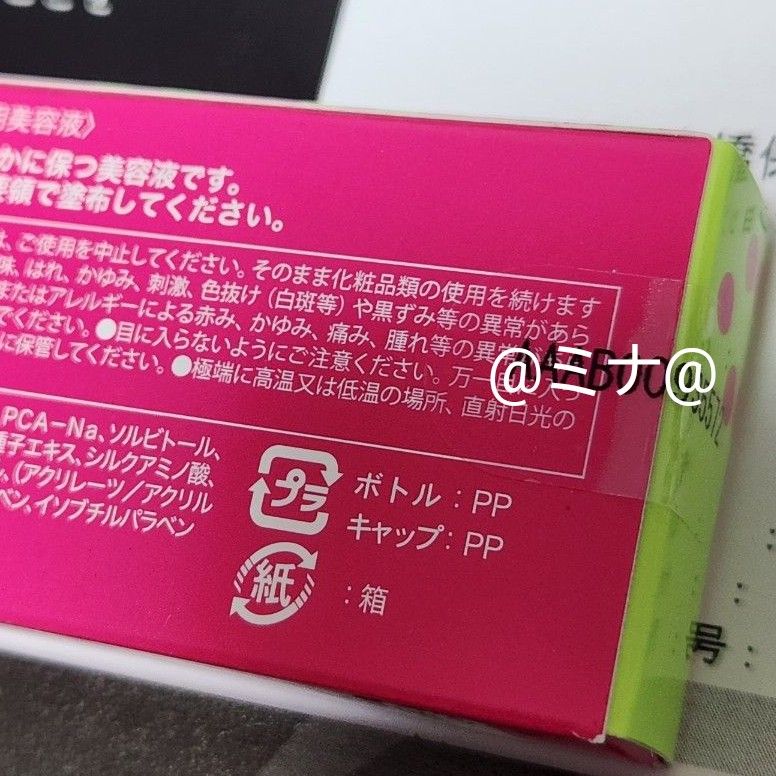 用美容液〉
かに保つ美容液です。
要領で塗布してください。
は、ご使用を中止してください。そのまま化粧品類の使用を続けます
味、はれ、かゆみ、刺激、色抜け(白斑等)や黒ずみ等の異常があら
またはアレルギーによる赤み、かゆみ、痛み、腫れ等の異常
でください。●目に入らないようにご注意ください。万一
に保管してください。●極端に高温又は低温の場所、直射日光の
PCA-Na、ソルビトール、
種子エキス、シルクアミノ酸、
(アクリレーツ/アクリル
ベン、イソブチルパラベン
プラ
ボトル：PP
キャップ：PP
紙
：箱
@ミナ@
号：